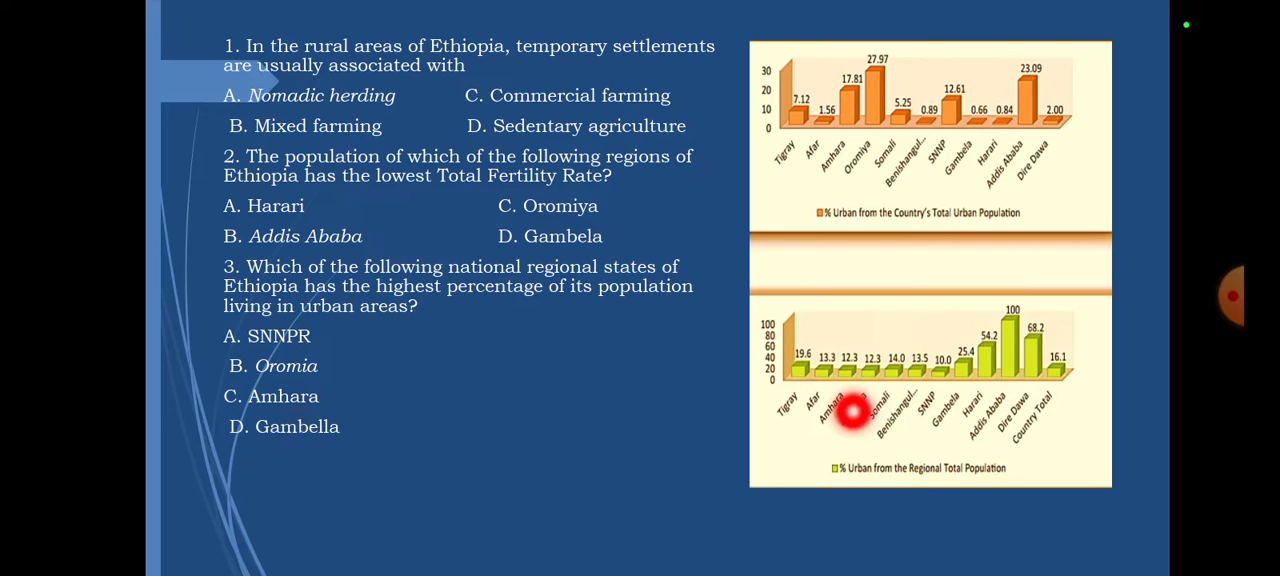 1. In the rural areas of Ethiopia, temporary settlements
are usually associated with
A. Nomadic herding C. Commercial farming
B. Mixed farming D. Sedentary agriculture
2. The population of which of the following regions of
Ethiopia has the lowest Total Fertility Rate?
A. Harari C. Oromiya
B. Addis Ababa D. Gambela
3. Which of the following national regional states of
Ethiopia has the highest percentage of its population
living in urban areas?
A. SNNPR
B. Oromia
C. Amhara
D. Gambella
30
20
10
0
7.12 1.56 17.81 27.97 5.25 0.89 12.61 0.66 0.84 23.09 2.00
Tigray Afar Amhara Oromiya Somali Benishangul... SNNP Gambela Harari Addis Ababa Dire Dawa
% Urban from the Country's Total Urban Population
100
80
60
40
20
0
19.6 13.3 12.3 12.3 14.0 13.5 10.0 25.4 54.2 100 68.2 16.1
Tigray Afar Amhara Somali Benishangul... SNNP Gambela Harari Addis Ababa Dire Dawa Country Total
% Urban from the Regional Total Population